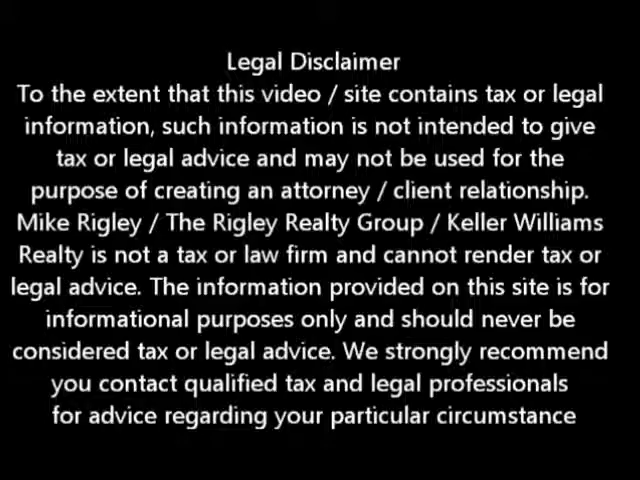 Legal Disclaimer
To the extent that this video / site contains tax or legal
information, such information is not intended to give
tax or legal advice and may not be used for the
purpose of creating an attorney / client relationship.
Mike Rigley / The Rigley Realty Group / Keller Williams
Realty is not a tax or law firm and cannot render tax or
legal advice. The information provided on this site is for
informational purposes only and should never be
considered tax or legal advice. We strongly recommend
you contact qualified tax and legal professionals
for advice regarding your particular circumstance